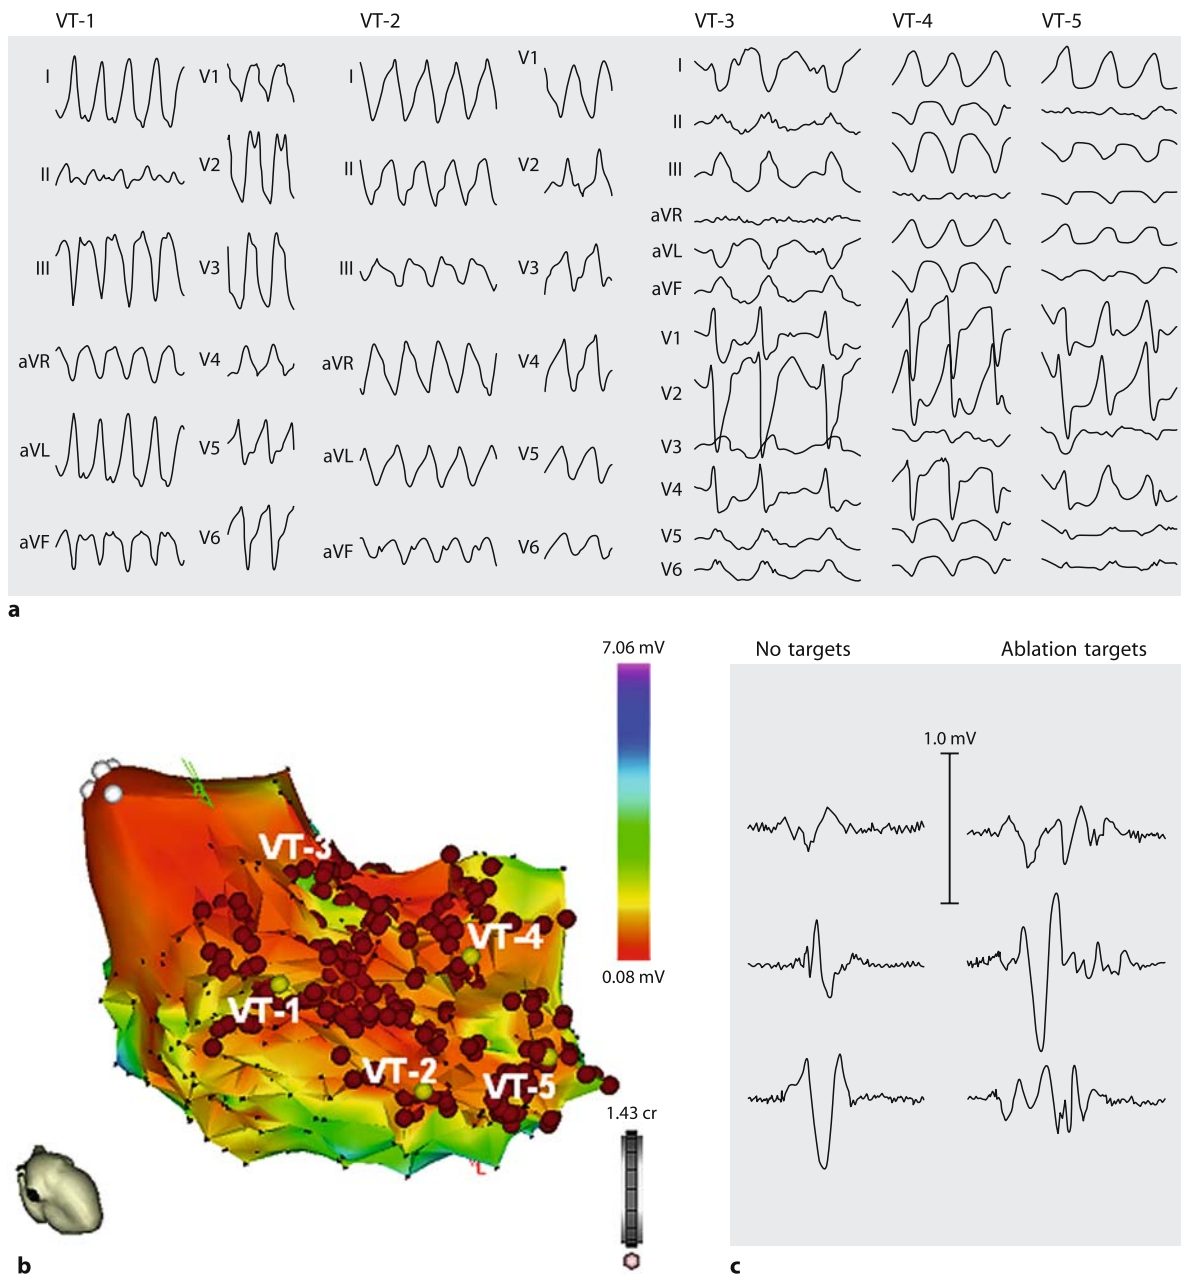 VT-1 VT-2 VT-3 VT-4 VT-5
I V1 I V1 I
II
II V2 II V2 III
aVR
III V3 III V3 aVL
aVF
aVR V4 aVR V4 V1
V2
aVL V5 aVL V5 V3
V4
aVF V6 aVF V6 V5
V6
a
7.06 mV
0.08 mV
VT-3
VT-4
VT-1
VT-2
VT-5
1.43 cr
b
No targets Ablation targets
1.0 mV
c